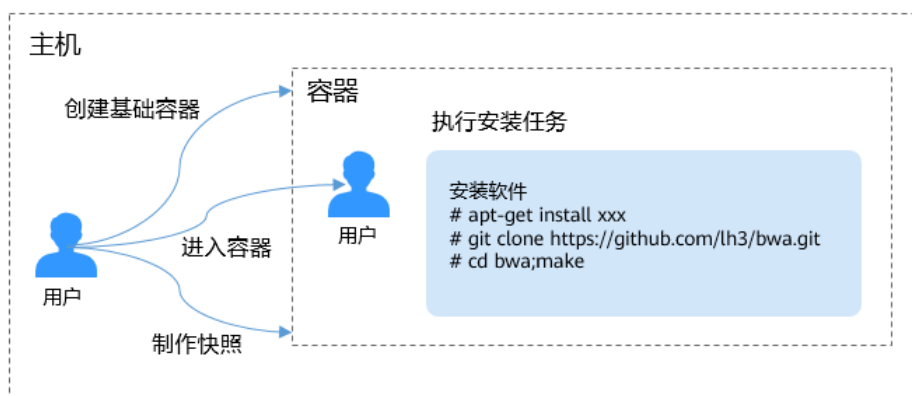 主机
创建基础容器
容器
执行安装任务
安装软件
# apt-get install xxx
# git clone https://github.com/lh3/bwa.git
# cd bwa;make
用户
进入容器
用户
制作快照